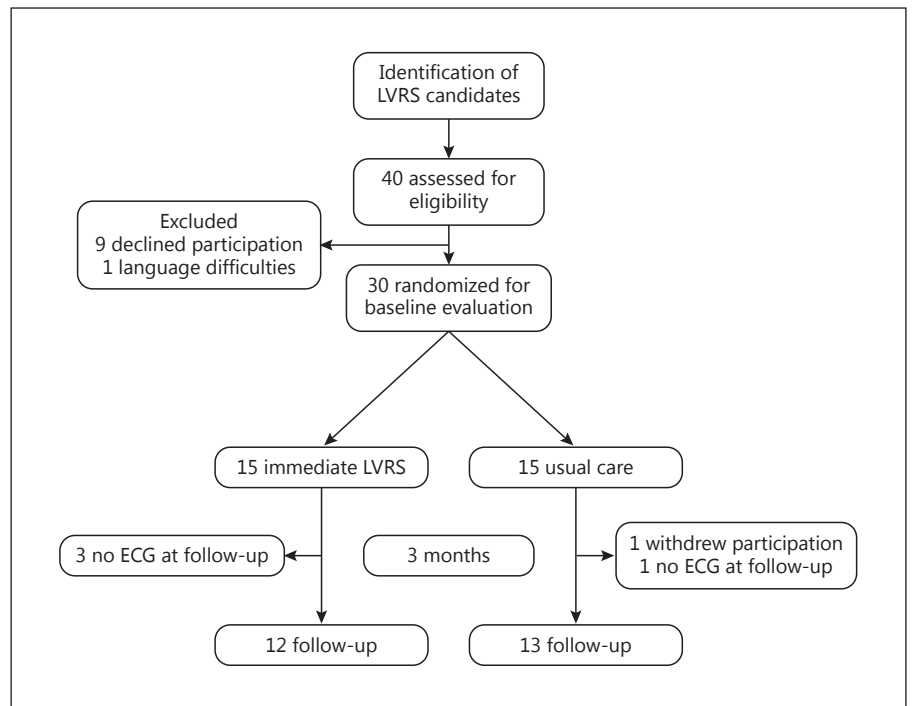 Identification of
LVRS candidates
40 assessed for
eligibility
Excluded
9 declined participation
1 language difficulties
30 randomized for
baseline evaluation
15 immediate LVRS
15 usual care
3 no ECG at follow-up
3 months
1 withdrew participation
1 no ECG at follow-up
12 follow-up
13 follow-up